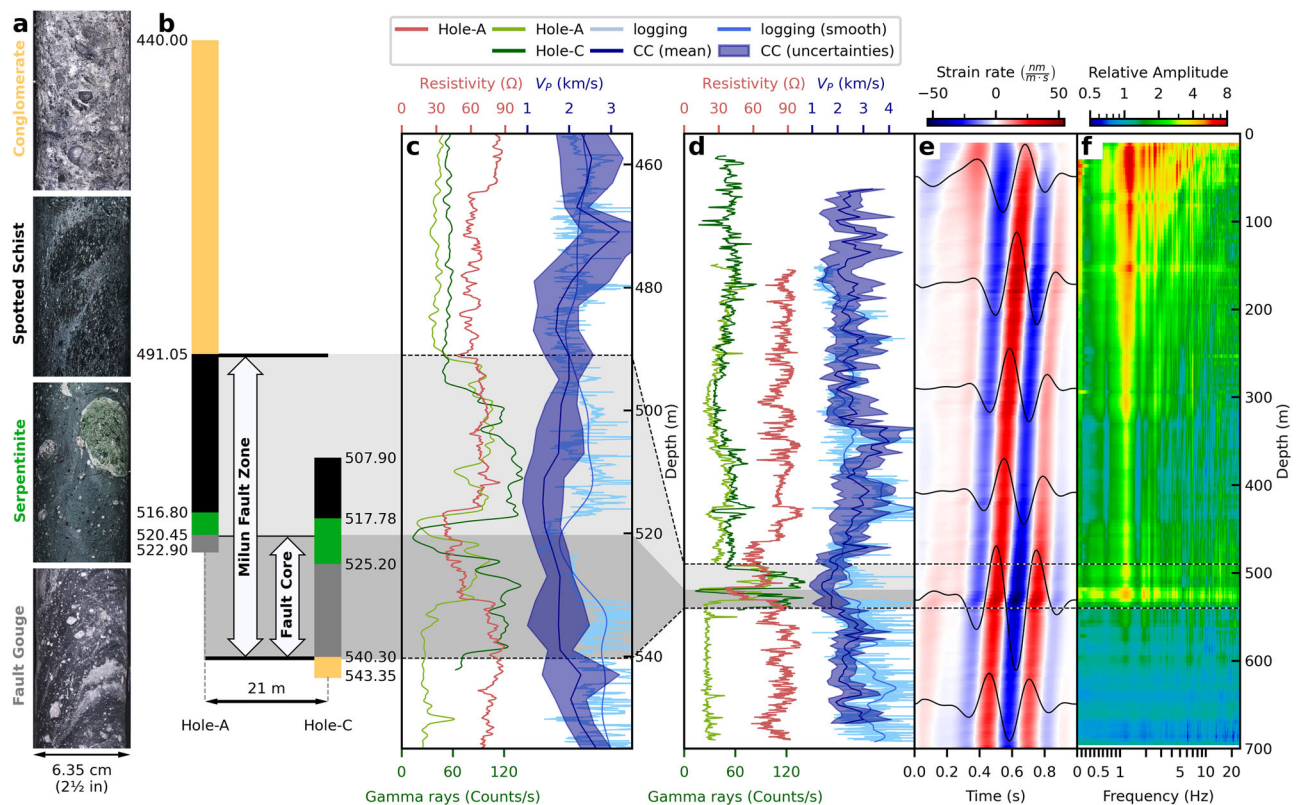 a
b
Conglomerate
Spotted Schist
Serpentinite
Fault Gouge
6.35 cm
(2½ in)
440.00
491.05
516.80
520.45
522.90
507.90
517.78
525.20
540.30
543.35
Milun Fault Zone
Fault Core
21 m
Hole-A
Hole-C
Hole-A
Hole-A
Hole-C
logging
CC (mean)
logging (smooth)
CC (uncertainties)
Resistivity (Ω)
0 30 60 90
V_P (km/s)
1 2 3
c
460
480
500
520
540
Depth (m)
0 60 120
Gamma rays (Counts/s)
Resistivity (Ω)
0 30 60 90
V_P (km/s)
1 2 3 4
d
0 60 120
Gamma rays (Counts/s)
Strain rate (nm/m·s)
−50 0 50
e
0.0 0.2 0.4 0.6 0.8
Time (s)
Relative Amplitude
0.5 1 2 4 8
f
0
100
200
300
400
500
600
700
Depth (m)
0.5 1 5 10 20
Frequency (Hz)